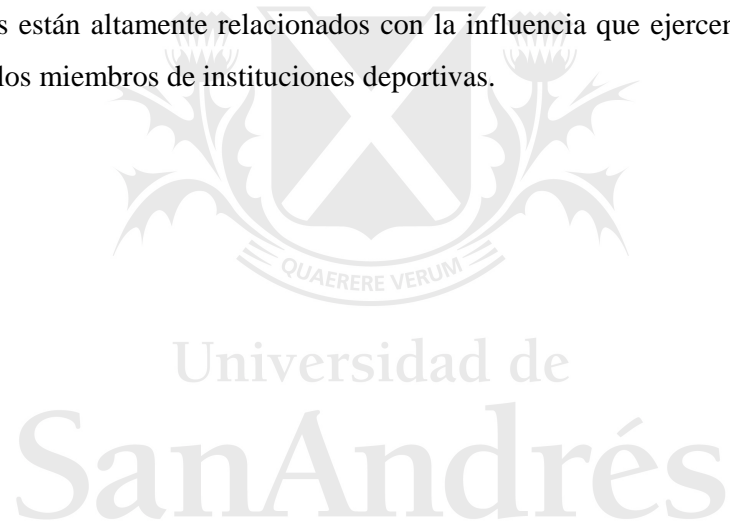 s están altamente relacionados con la influencia que ejercen
los miembros de instituciones deportivas.
QUAERERE VERUM
Universidad de
SanAndrés